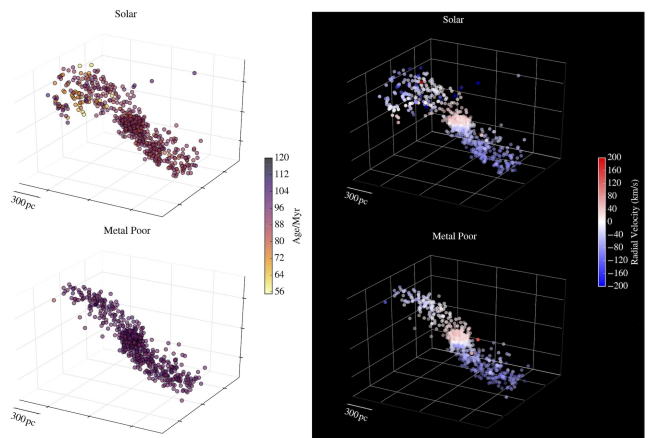 Solar
300pc
Metal Poor
300pc
120
112
104
96
88
80
72
64
56
Age/Myr
Solar
300pc
Metal Poor
300pc
200
160
120
80
40
0
−40
−80
−120
−160
−200
Radial Velocity (km/s)